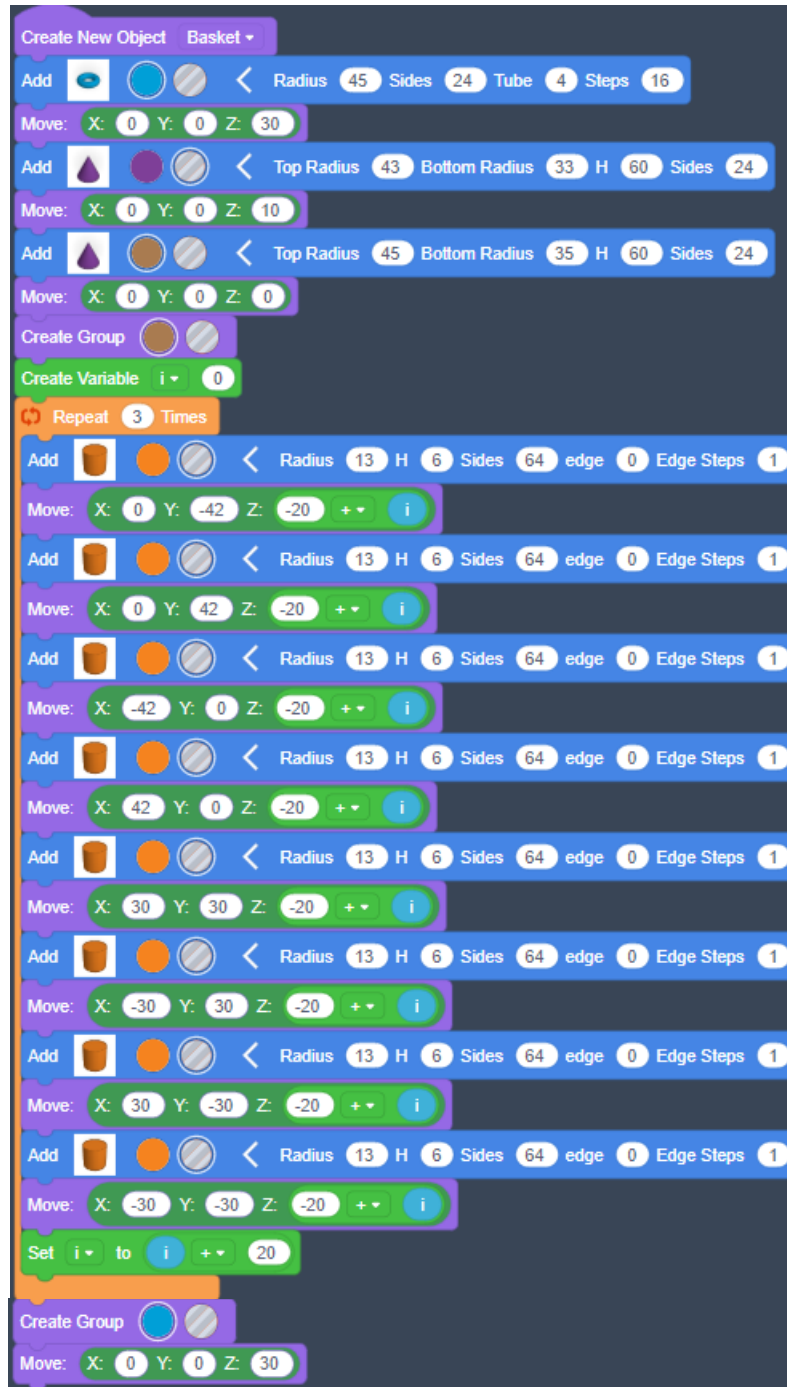 Create New Object Basket
Add Radius 45 Sides 24 Tube 4 Steps 16
Move: X: 0 Y: 0 Z: 30
Add Top Radius 43 Bottom Radius 33 H 60 Sides 24
Move: X: 0 Y: 0 Z: 10
Add Top Radius 45 Bottom Radius 35 H 60 Sides 24
Move: X: 0 Y: 0 Z: 0
Create Group
Create Variable i 0
Repeat 3 Times
Add Radius 13 H 6 Sides 64 edge 0 Edge Steps 1
Move: X: 0 Y: -42 Z: -20 + i
Add Radius 13 H 6 Sides 64 edge 0 Edge Steps 1
Move: X: 0 Y: 42 Z: -20 + i
Add Radius 13 H 6 Sides 64 edge 0 Edge Steps 1
Move: X: -42 Y: 0 Z: -20 + i
Add Radius 13 H 6 Sides 64 edge 0 Edge Steps 1
Move: X: 42 Y: 0 Z: -20 + i
Add Radius 13 H 6 Sides 64 edge 0 Edge Steps 1
Move: X: 30 Y: 30 Z: -20 + i
Add Radius 13 H 6 Sides 64 edge 0 Edge Steps 1
Move: X: -30 Y: 30 Z: -20 + i
Add Radius 13 H 6 Sides 64 edge 0 Edge Steps 1
Move: X: 30 Y: -30 Z: -20 + i
Add Radius 13 H 6 Sides 64 edge 0 Edge Steps 1
Move: X: -30 Y: -30 Z: -20 + i
Set i to i + 20
Create Group
Move: X: 0 Y: 0 Z: 30